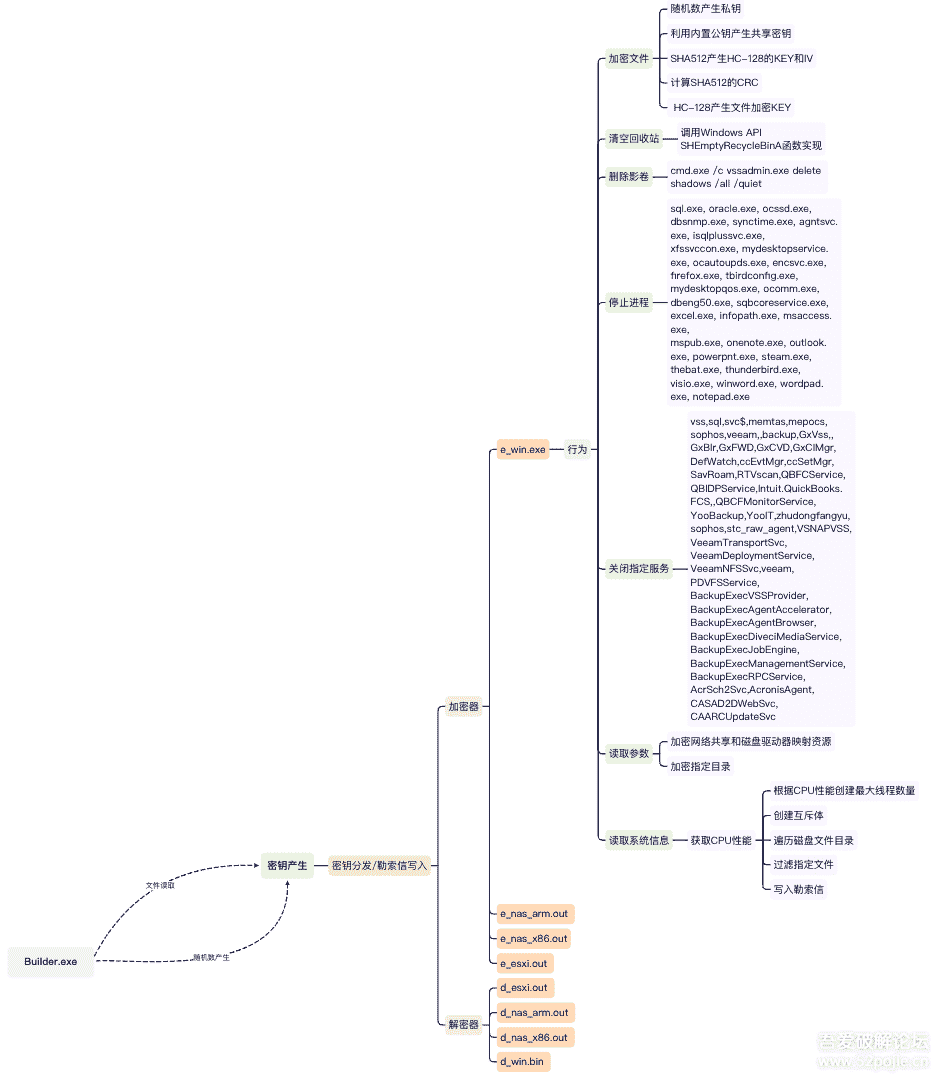 随机数产生私钥
利用内置公钥产生共享密钥
加密文件
SHA512产生HC-128的KEY和IV
计算SHA512的CRC
HC-128产生文件加密KEY
清空回收站
调用Windows API
SHEmptyRecycleBinA函数实现
删除影卷
cmd.exe /c vssadmin.exe delete
shadows /all /quiet
停止进程
sql.exe, oracle.exe, ocssd.exe,
dbsnmp.exe, synctime.exe, agntsvc.
exe, isqlplussvc.exe,
xfssvccon.exe, mydesktopservice.
exe, ocautoupds.exe, encsvc.exe,
firefox.exe, tbirdconfig.exe,
mydesktopqos.exe, ocomm.exe,
dbeng50.exe, sqbcoreservice.exe,
excel.exe, infopath.exe, msaccess.
exe,
mspub.exe, onenote.exe, outlook.
exe, powerpnt.exe, steam.exe,
thebat.exe, thunderbird.exe,
visio.exe, winword.exe, wordpad.
exe, notepad.exe
e_win.exe
行为
关闭指定服务
vss,sql,svc$,memtas,mepocs,
sophos,veeam,,backup,GxVss,,
GxBlr,GxFWD,GxCVD,GxCIMgr,
DefWatch,ccEvtMgr,ccSetMgr,
SavRoam,RTVscan,QBFCService,
QBIDPService,Intuit.QuickBooks.
FCS,,QBCFMonitorService,
YooBackup,YooIT,zhudongfangyu,
sophos,stc_raw_agent,VSNAPVSS,
VeeamTransportSvc,
VeeamDeploymentService,
VeeamNFSSvc,veeam,
PDVFSService,
BackupExecVSSProvider,
BackupExecAgentAccelerator,
BackupExecAgentBrowser,
BackupExecDiveciMediaService,
BackupExecJobEngine,
BackupExecManagementService,
BackupExecRPCService,
AcrSch2Svc,AcronisAgent,
CASAD2DWebSvc,
CAARCUpdateSvc
加密器
读取参数
加密网络共享和磁盘驱动器映射资源
加密指定目录
读取系统信息
获取CPU性能
根据CPU性能创建最大线程数量
创建互斥体
遍历磁盘文件目录
过滤指定文件
写入勒索信
密钥产生
密钥分发/勒索信写入
文件读取
随机数产生
Builder.exe
e_nas_arm.out
e_nas_x86.out
e_esxi.out
解密器
d_esxi.out
d_nas_arm.out
d_nas_x86.out
d_win.bin
吾爱破解论坛
www.52pojie.cn